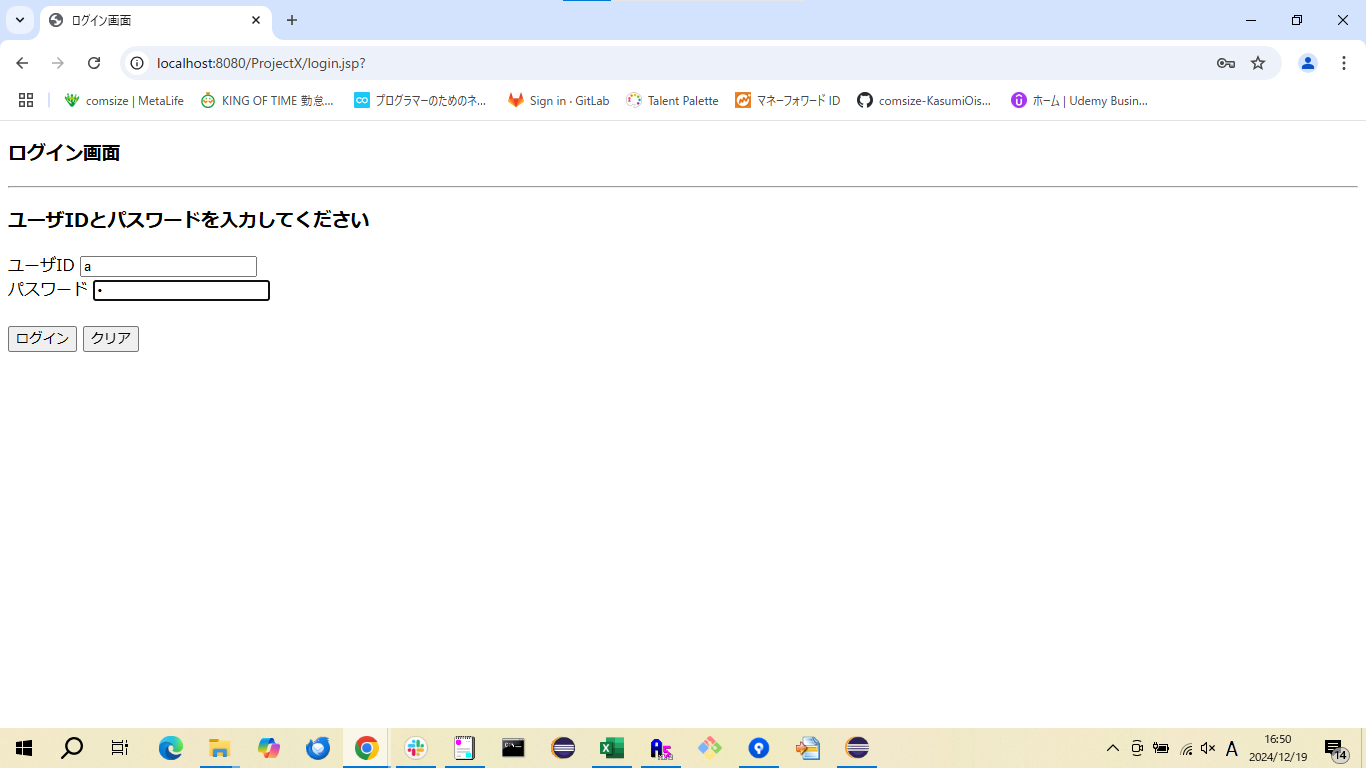 ログイン画面
localhost:8080/ProjectX/login.jsp?
comsize | MetaLife
KING OF TIME 勤怠...
プログラマーのためのネ...
Sign in · GitLab
Talent Palette
マネーフォワード ID
comsize-KasumiOis...
ホーム | Udemy Busin...
ログイン画面
ユーザIDとパスワードを入力してください
ユーザID a
パスワード •
ログイン クリア
A
16:50
2024/12/19
14